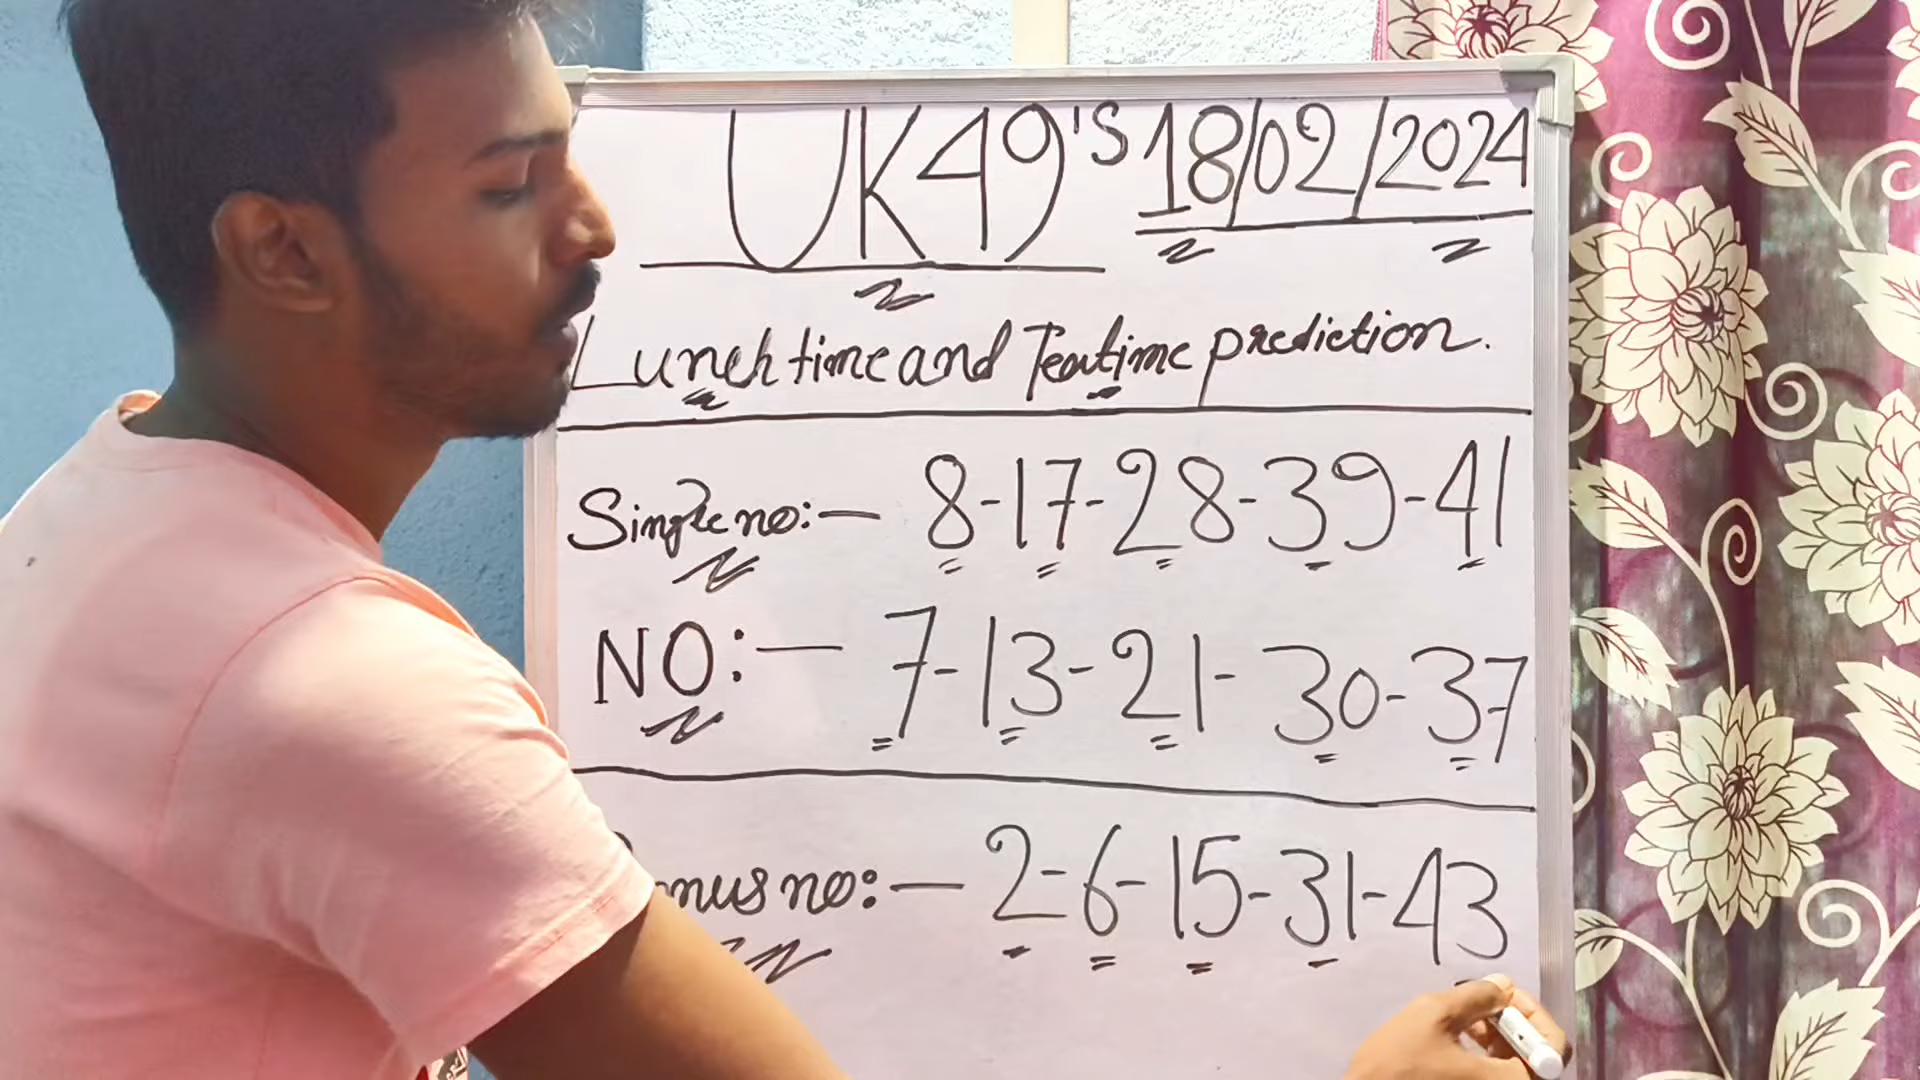 UK49's 18/02/2024
Lunch time and Teatime prediction.
Single no:— 8-17-28-39-41
NO:— 7-13-21-30-37
no:— 2-6-15-31-43